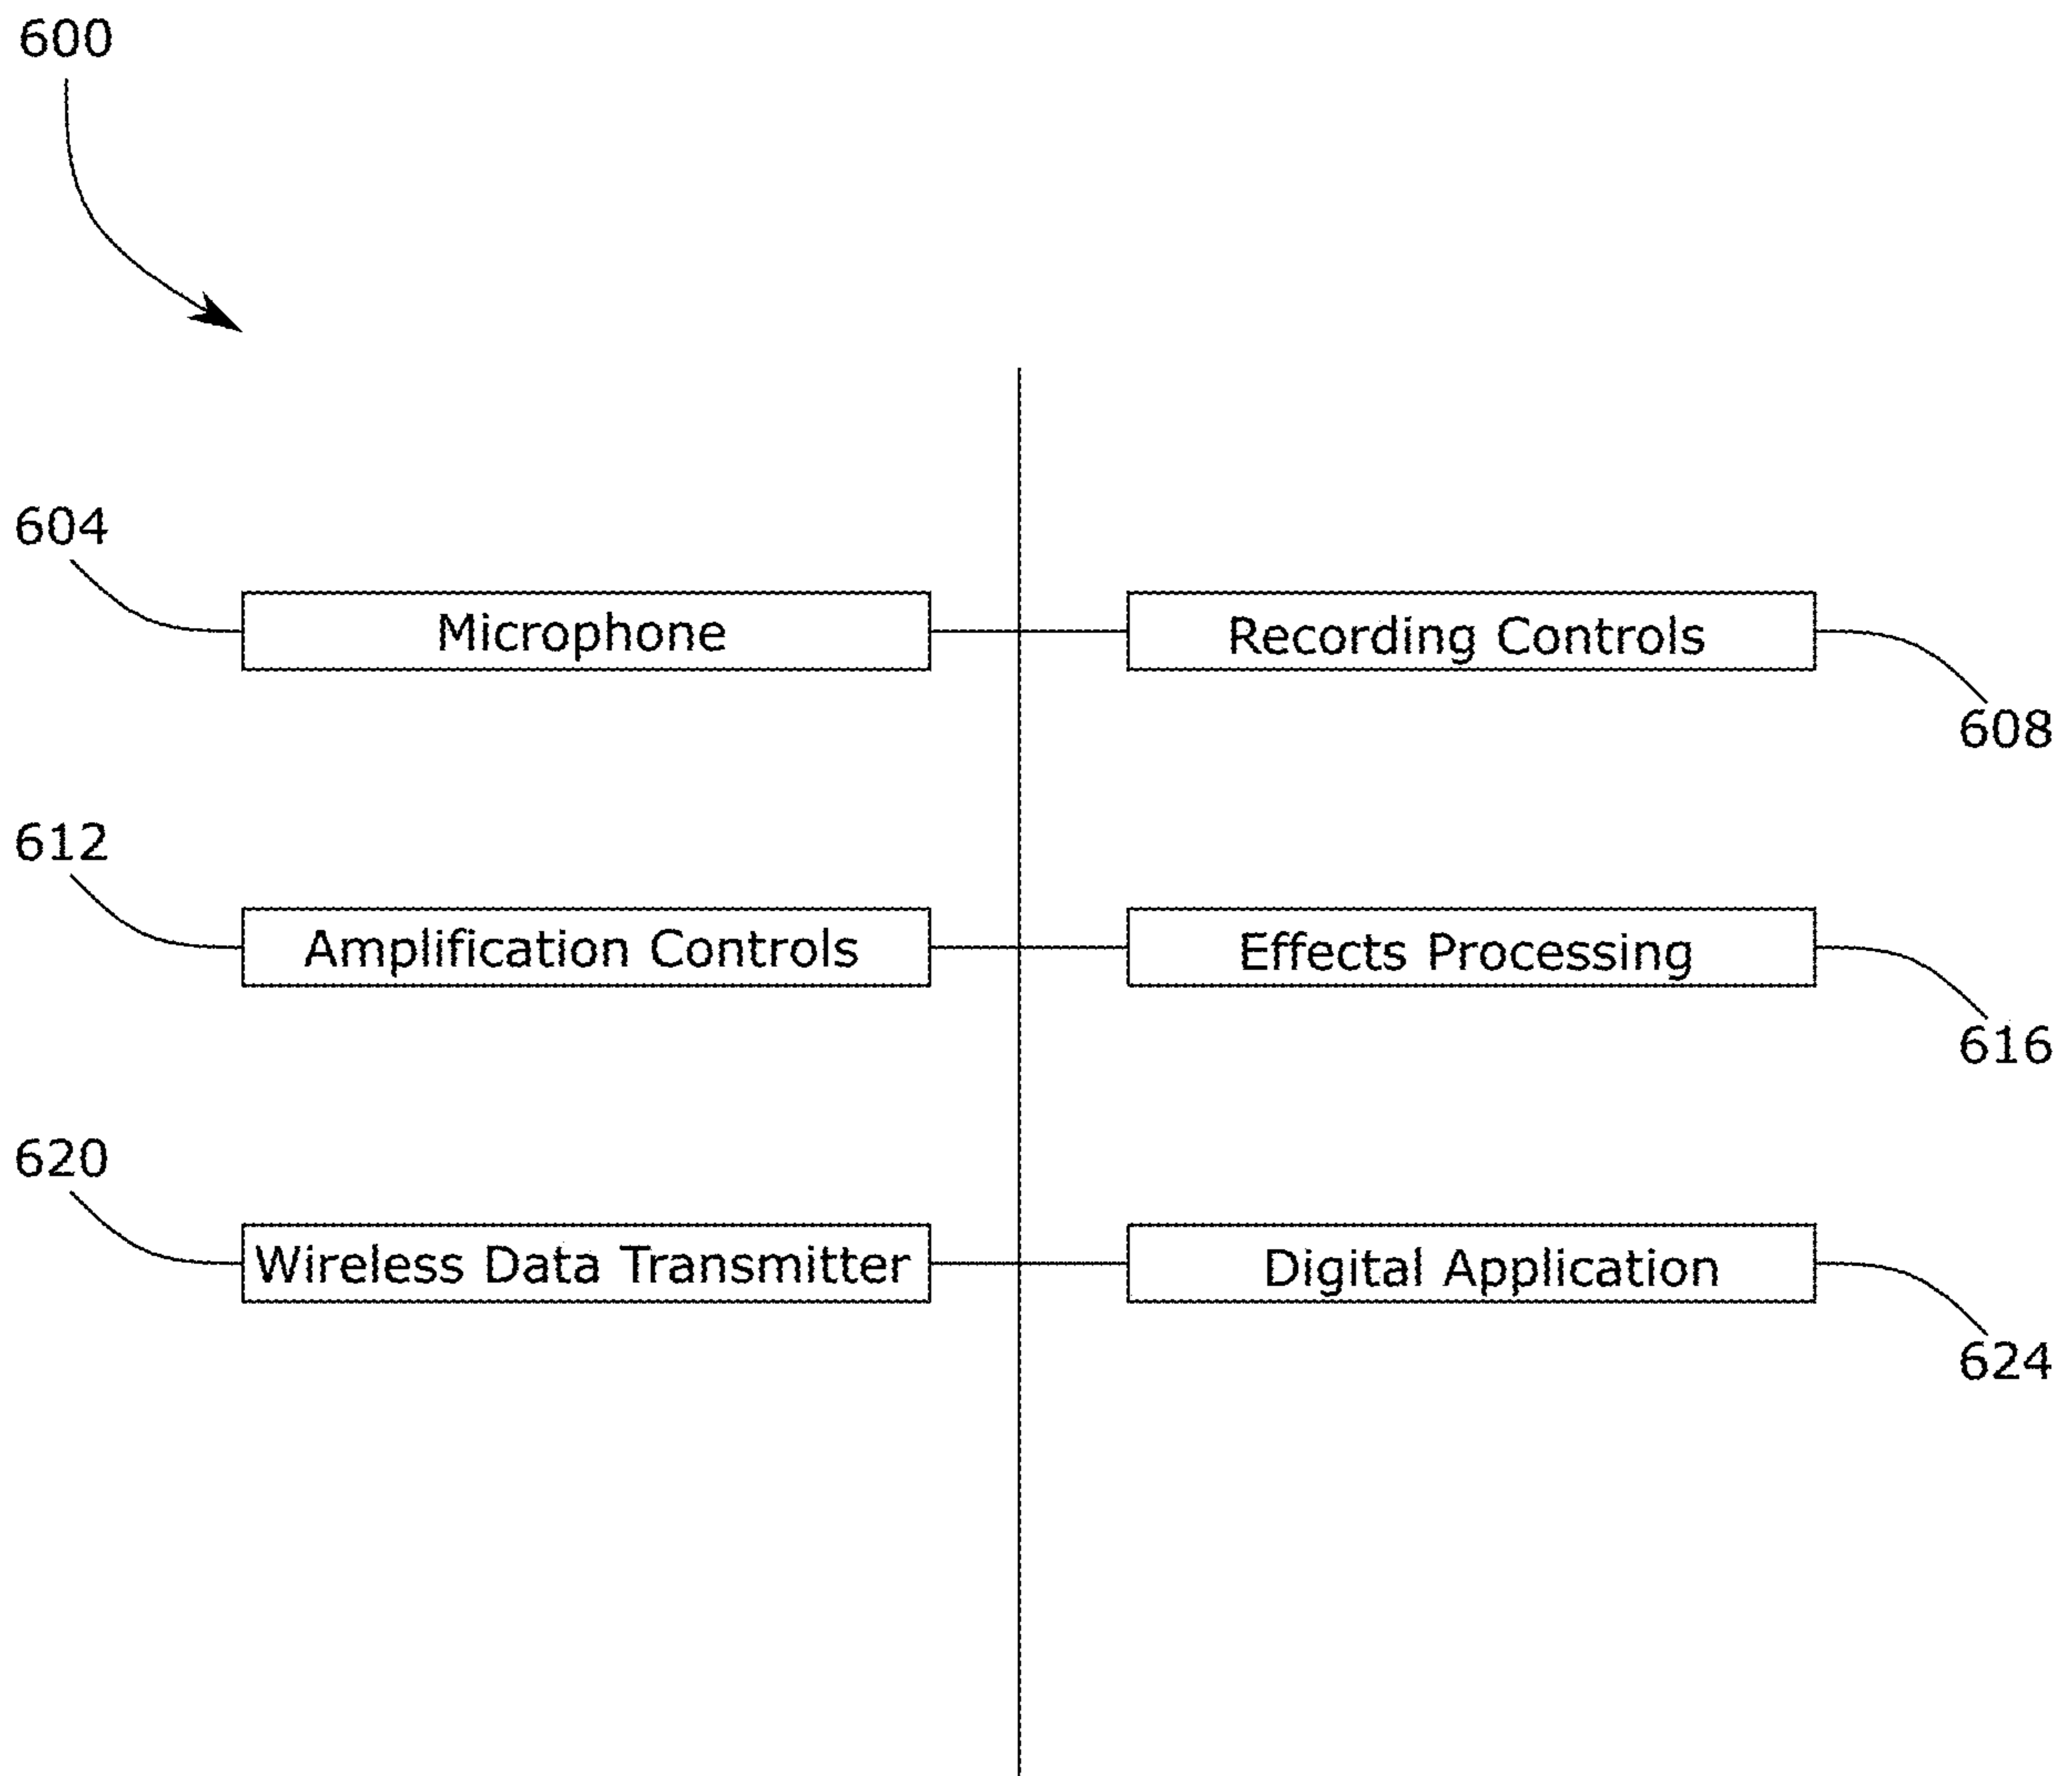 600
604
Microphone
Recording Controls
608
612
Amplification Controls
Effects Processing
616
620
Wireless Data Transmitter
Digital Application
624